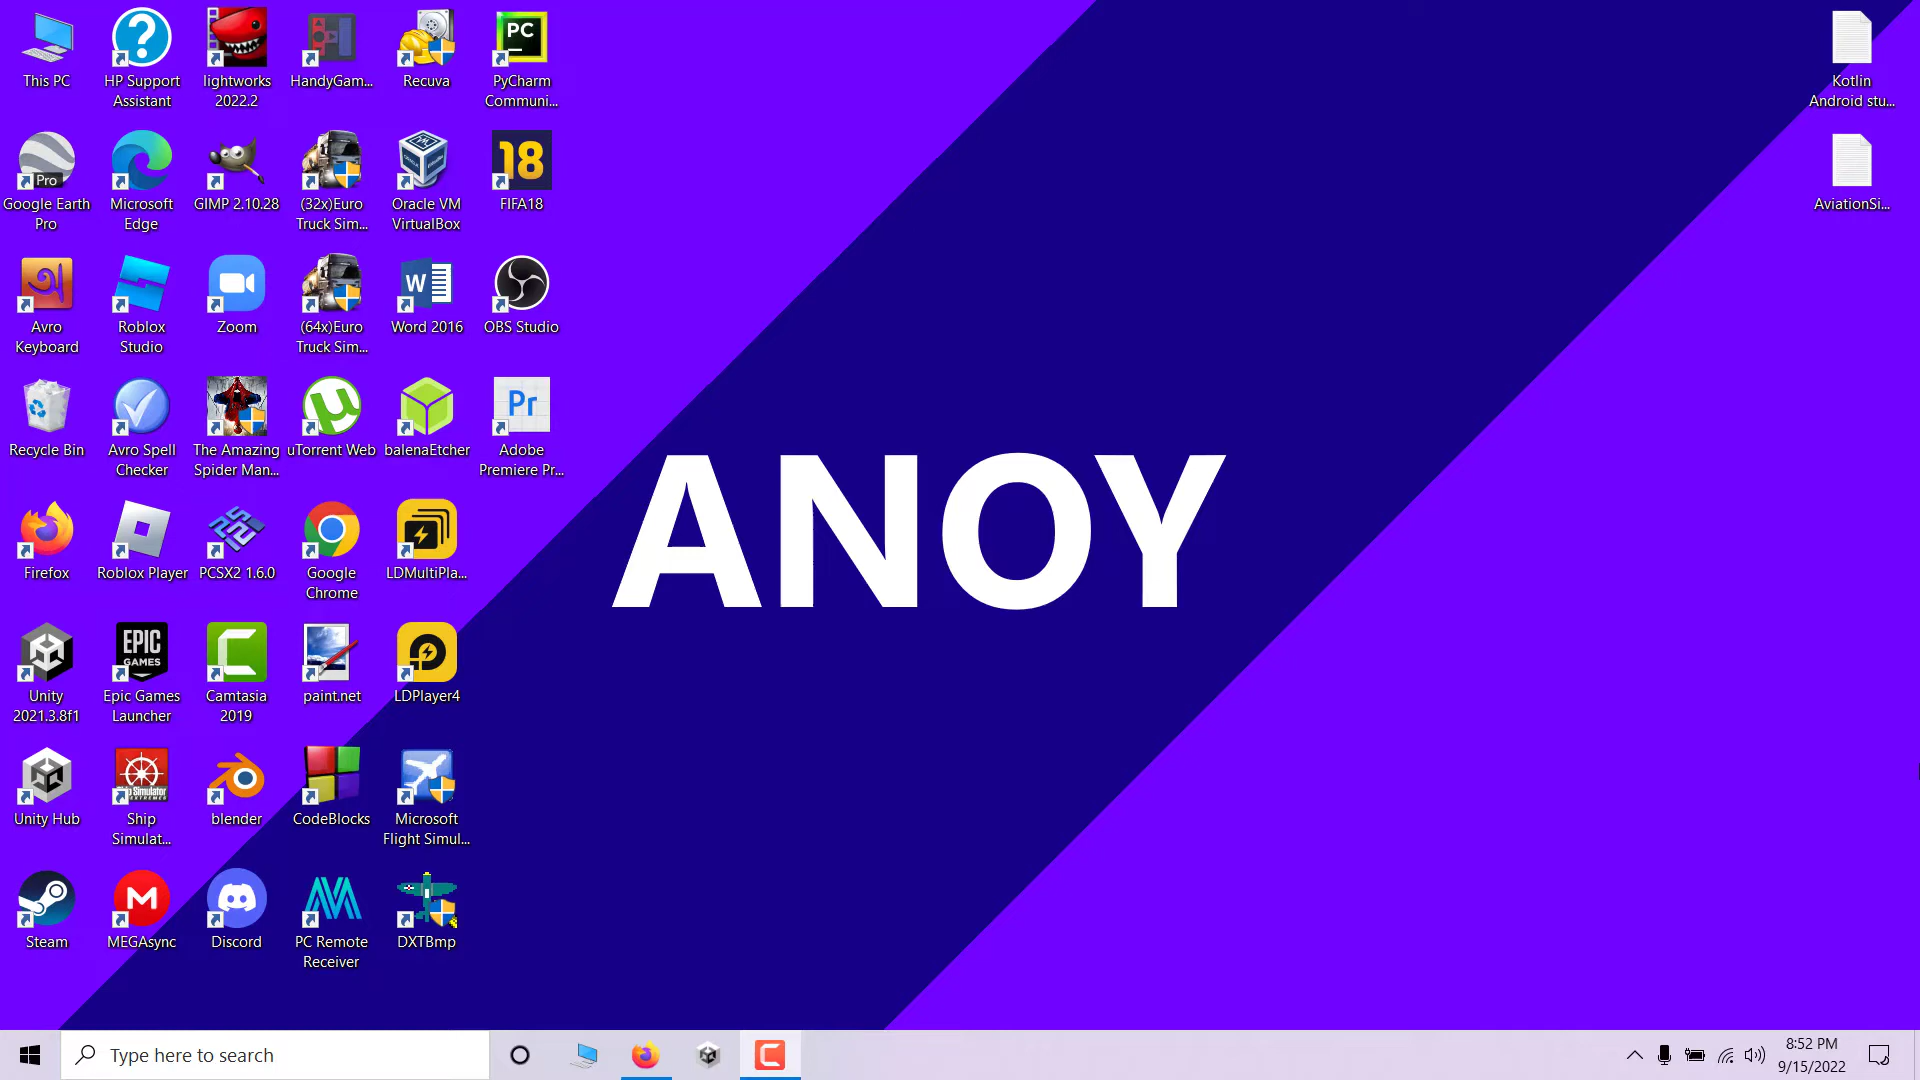 This PC
HP Support
Assistant
lightworks
2022.2
HandyGam...
Recuva
PC
PyCharm
Communi...
Kotlin
Android stu...
Pro
Google Earth
Pro
Microsoft
Edge
GIMP 2.10.28
(32x)Euro
Truck Sim...
Oracle VM
VirtualBox
18
FIFA18
AviationSi...
অ
Avro
Keyboard
Roblox
Studio
Zoom
(64x)Euro
Truck Sim...
W
Word 2016
OBS Studio
Recycle Bin
Avro Spell
Checker
The Amazing
Spider Man...
uTorrent Web
balenaEtcher
Pr
Adobe
Premiere Pr...
ANOY
Firefox
Roblox Player
PCSX2 1.6.0
Google
Chrome
LDMultiPla...
Unity
2021.3.8f1
EPIC
GAMES
Epic Games
Launcher
Camtasia
2019
paint.net
LDPlayer4
Unity Hub
Ship
Simulat...
blender
CodeBlocks
Microsoft
Flight Simul...
Steam
M
MEGAsync
Discord
PC Remote
Receiver
DXTBmp
Type here to search
8:52 PM
9/15/2022